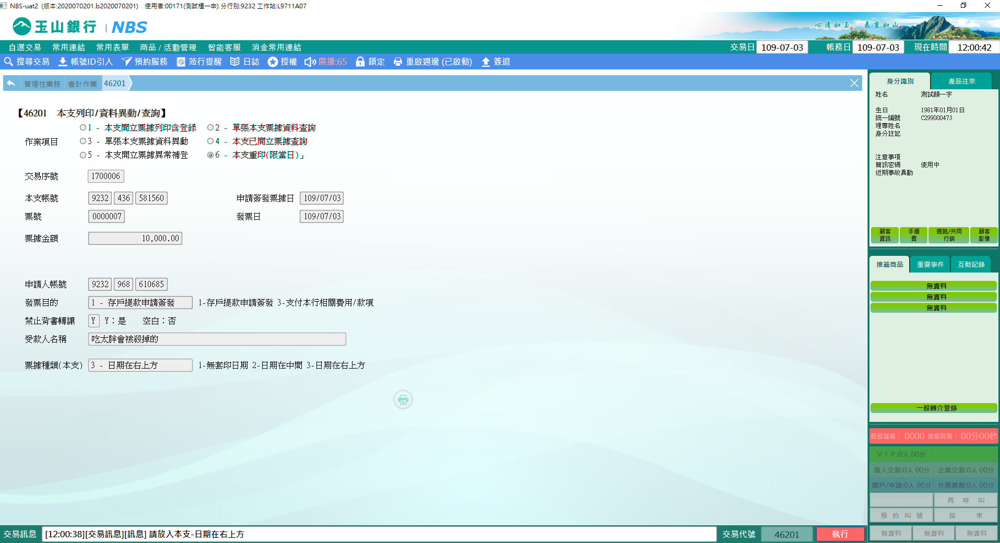 NBS-uat2 (版本:2020070201.b2020070201) 使用者:00171(測試櫃一辛) 分行別:9232 工作站:L9711A07
玉山銀行 | NBS
心清如玉 義重如山
自選交易 常用連結 常用表單 商品 / 活動管理 智能客服 消金常用連結 交易日 109-07-03 帳務日 109-07-03 現在時間 12:00:42
搜尋交易 帳號ID引入 預約服務 蒞行提醒 日誌 授權 廣播:65 鎖定 重啟週邊 (已啟動) 簽退
管理性業務 會計作業 46201
【46201 本支列印/資料異動/查詢】
作業項目
1 - 本支開立票據列印含登錄 2 - 單張本支票據資料查詢
3 - 單張本支票據資料異動 4 - 本支已開立票據查詢
5 - 本支開立票據異常補登 6 - 本支重印(限當日)」
交易序號 1700006
本支帳號 9232 436 581560 申請簽發票據日 109/07/03
票號 0000007 發票日 109/07/03
票據金額 10,000.00
申請人帳號 9232 968 610685
發票目的 1 - 存戶提款申請簽發 1-存戶提款申請簽發 3-支付本行相關費用/款項
禁止背書轉讓 Y Y：是 空白：否
受款人名稱 吃太胖會被殺掉的
票據種類(本支) 3 - 日期在右上方 1-無套印日期 2-日期在中間 3-日期在右上方
交易訊息 [12:00:38][交易訊息][訊息] 請放入本支-日期在右上方 交易代號 46201 執行
身分識別 產品往來
姓名 測試顏一宇
生日 1981年01月01日
統一編號 C299000473
理專姓名
身分註記
注意事項
簡訊密碼 使用中
近期事故異動
顧客資訊 手續費 通路/共同行銷 顧客影像
推薦商品 重要事件 互動記錄
無資料
無資料
無資料
一般轉介登錄
服務號碼： 0000 等候時間： 00分00秒
ＶＩＰ:0人 00分
個人交易:0人 00分 企業交易:0人 00分
開戶/申請:0人 00分 外匯業務:0人 00分
再 呼 叫
預 約 叫 號 結 束
無資料 無資料 無資料